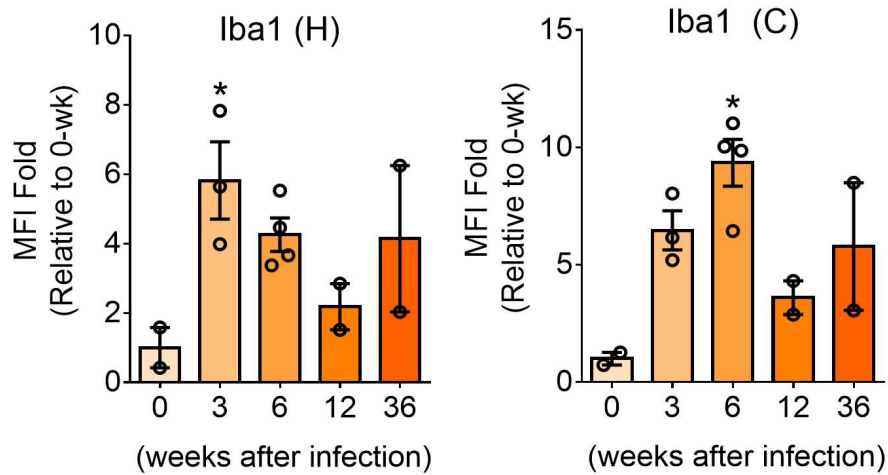 Iba1 (H)
MFI Fold
(Relative to 0-wk)
10
8
6
4
2
0
*
0 3 6 12 36
(weeks after infection)
Iba1 (C)
MFI Fold
(Relative to 0-wk)
15
10
5
0
*
0 3 6 12 36
(weeks after infection)